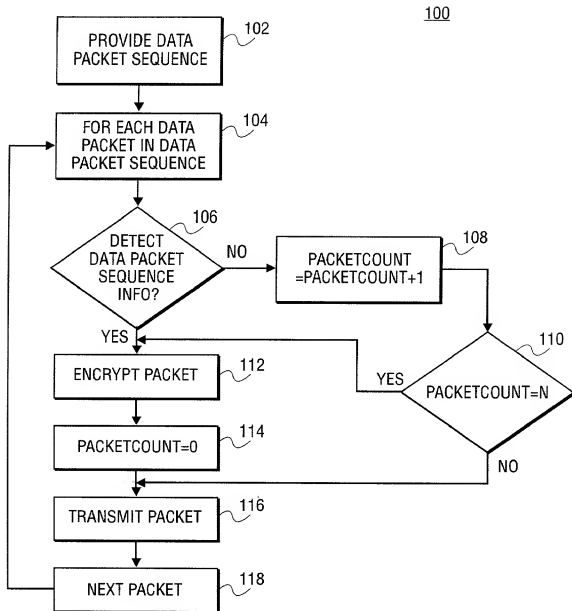 100
PROVIDE DATA
PACKET SEQUENCE
102
FOR EACH DATA
PACKET IN DATA
PACKET SEQUENCE
104
DETECT
DATA PACKET
SEQUENCE
INFO?
106
NO
PACKETCOUNT
=PACKETCOUNT+1
108
YES
PACKETCOUNT=N
110
YES
NO
ENCRYPT PACKET
112
PACKETCOUNT=0
114
TRANSMIT PACKET
116
NEXT PACKET
118